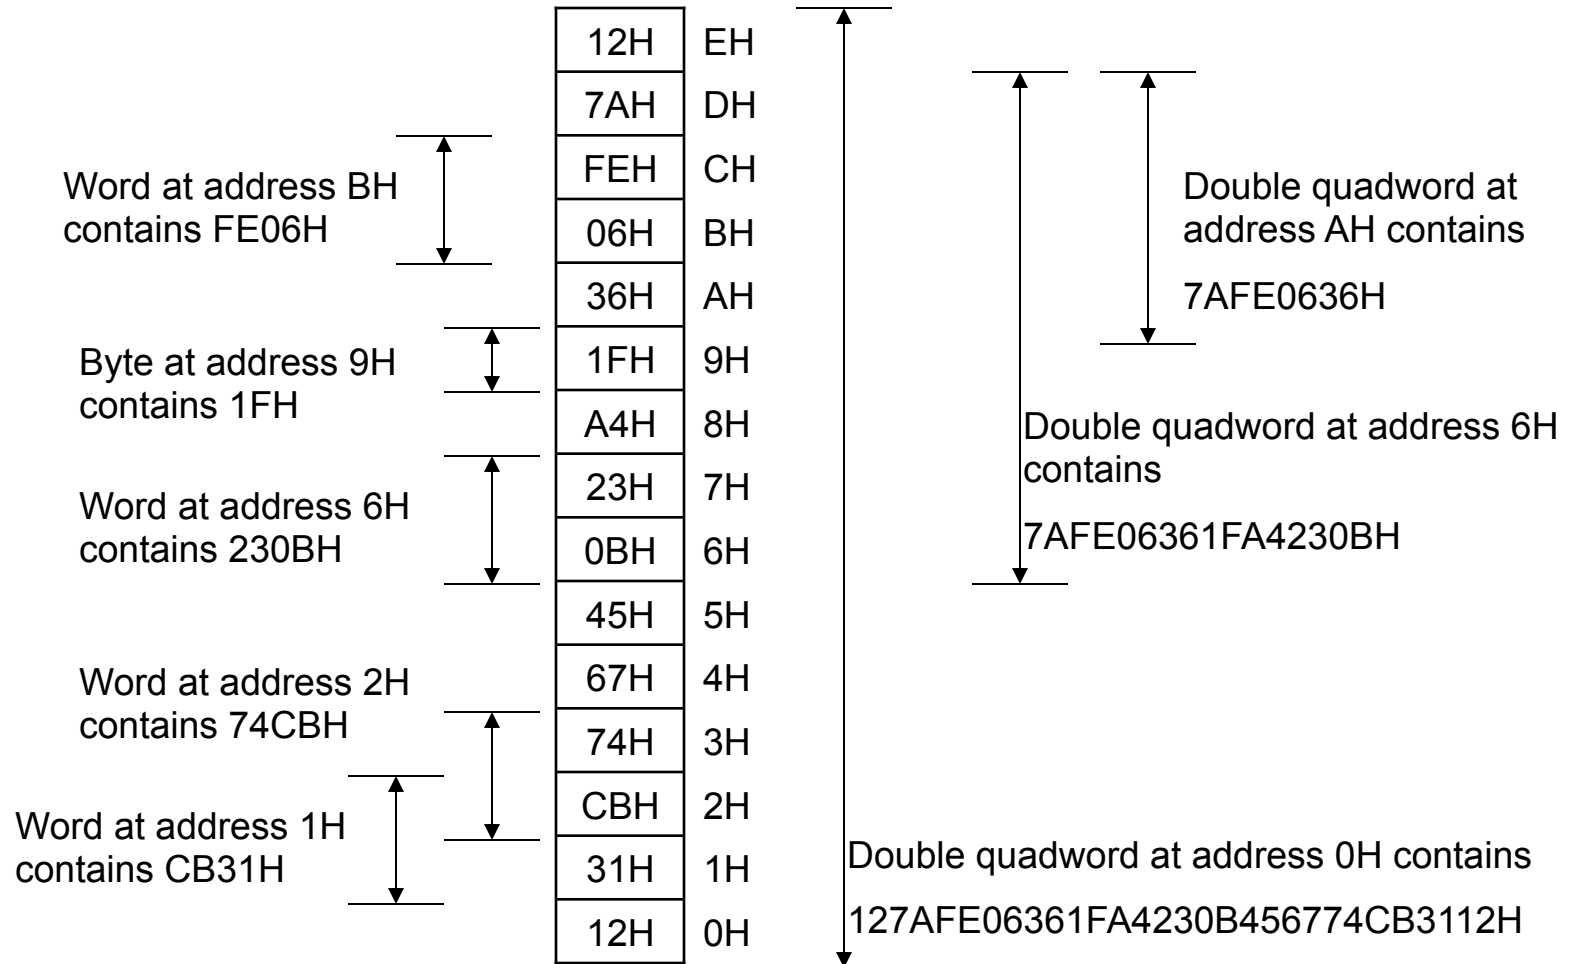 Word at address BH
contains FE06H
Byte at address 9H
contains 1FH
Word at address 6H
contains 230BH
Word at address 2H
contains 74CBH
Word at address 1H
contains CB31H
12H EH
7AH DH
FEH CH
06H BH
36H AH
1FH 9H
A4H 8H
23H 7H
0BH 6H
45H 5H
67H 4H
74H 3H
CBH 2H
31H 1H
12H 0H
Double quadword at
address AH contains
7AFE0636H
Double quadword at address 6H
contains
7AFE06361FA4230BH
Double quadword at address 0H contains
127AFE06361FA4230B456774CB3112H